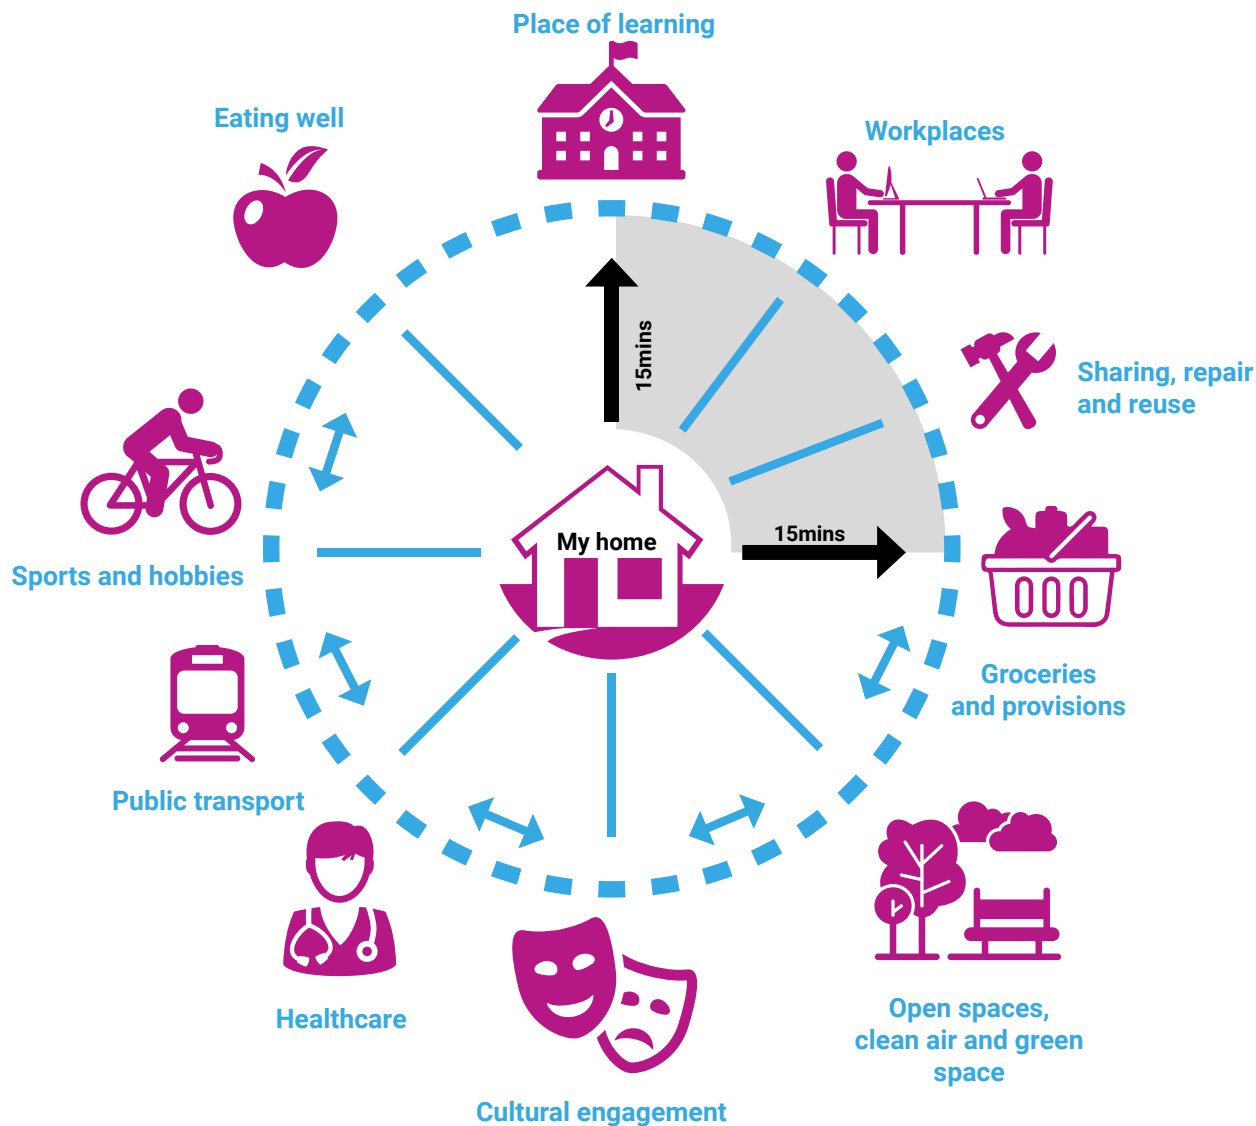 Place of learning
Eating well
Workplaces
15mins
Sharing, repair
and reuse
My home
15mins
Sports and hobbies
Groceries
and provisions
Public transport
Healthcare
Open spaces,
clean air and green
space
Cultural engagement